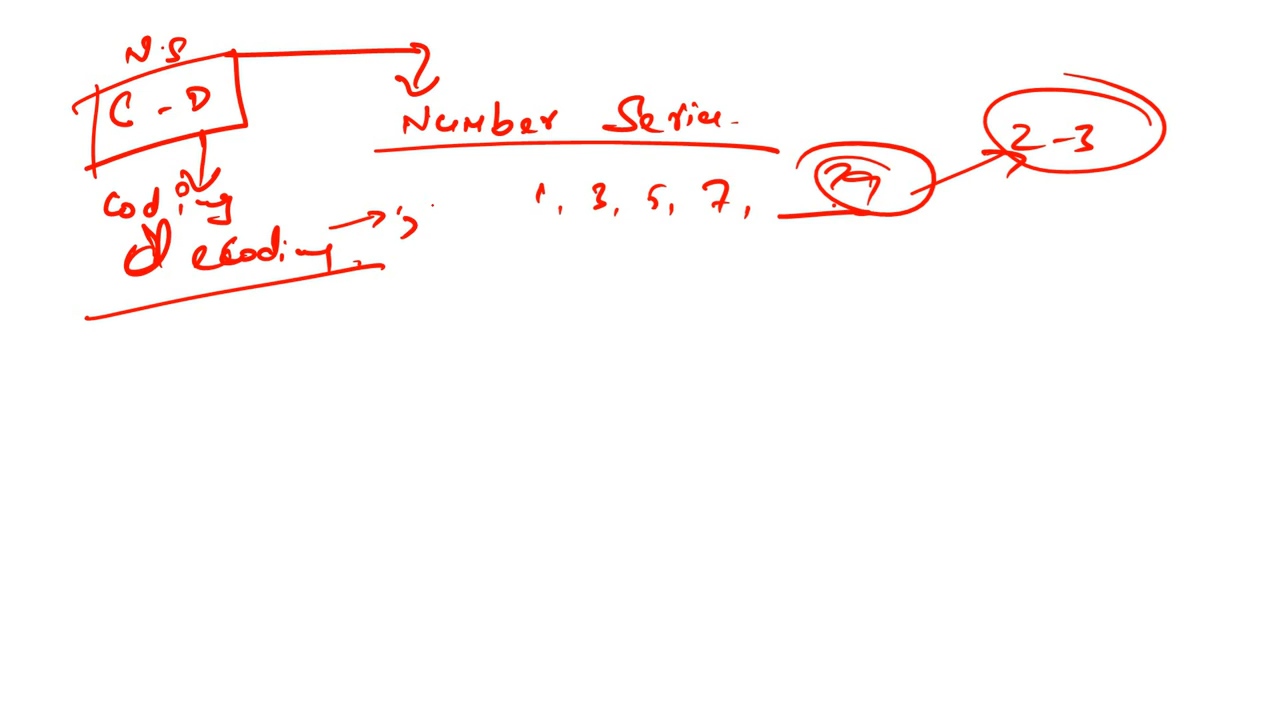 N.S
C - D
Number Series
2-3
1, 3, 5, 7,
Coding
decoding